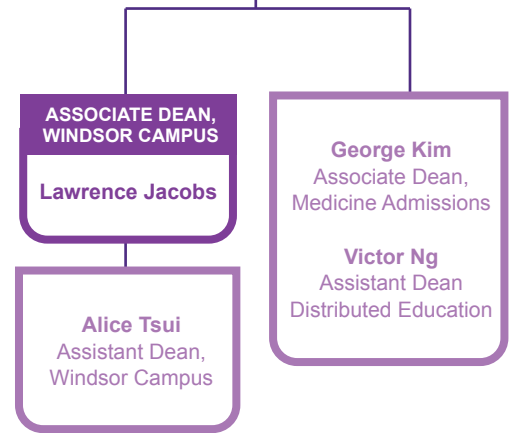 ASSOCIATE DEAN,
WINDSOR CAMPUS
Lawrence Jacobs
Alice Tsui
Assistant Dean,
Windsor Campus
George Kim
Associate Dean,
Medicine Admissions
Victor Ng
Assistant Dean
Distributed Education